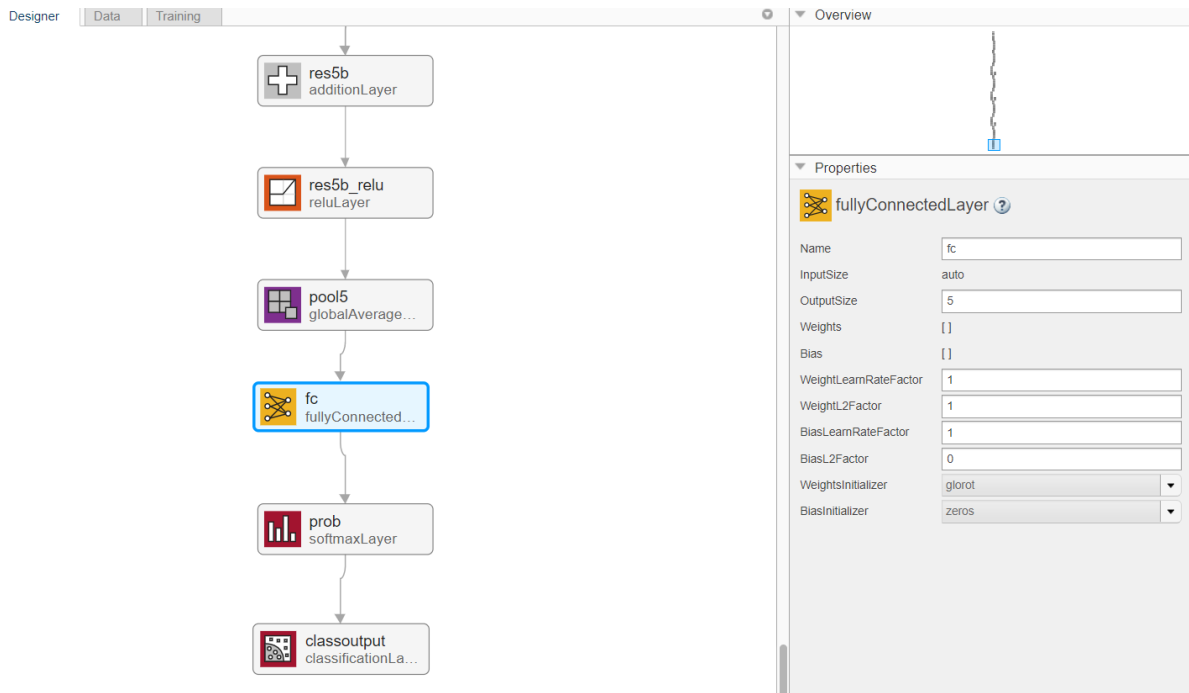 Designer
Data
Training
res5b
additionLayer
res5b_relu
reluLayer
pool5
globalAverage...
fc
fullyConnected...
prob
softmaxLayer
classoutput
classificationLa...
Overview
Properties
fullyConnectedLayer ?
Name fc
InputSize auto
OutputSize 5
Weights [ ]
Bias [ ]
WeightLearnRateFactor 1
WeightL2Factor 1
BiasLearnRateFactor 1
BiasL2Factor 0
WeightsInitializer glorot
BiasInitializer zeros